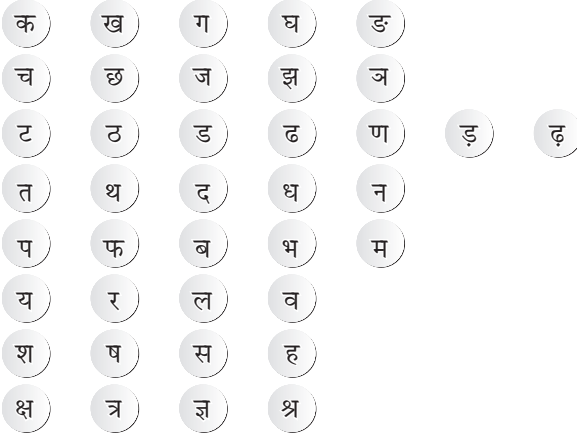 क ख ग घ ङ
च छ ज झ ञ
ट ठ ड ढ ण ड़ ढ़
त थ द ध न
प फ ब भ म
य र ल व
श ष स ह
क्ष त्र ज्ञ श्र